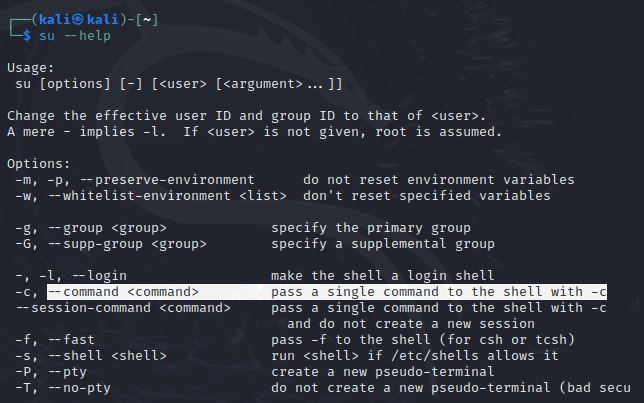 ┌──(kali㉿kali)-[~]
└─$ su --help

Usage:
 su [options] [-] [<user> [<argument>...]]

Change the effective user ID and group ID to that of <user>.
A mere - implies -l.  If <user> is not given, root is assumed.

Options:
 -m, -p, --preserve-environment      do not reset environment variables
 -w, --whitelist-environment <list>  don't reset specified variables

 -g, --group <group>             specify the primary group
 -G, --supp-group <group>        specify a supplemental group

 -, -l, --login                  make the shell a login shell
 -c, --command <command>         pass a single command to the shell with -c
 --session-command <command>     pass a single command to the shell with -c
                                   and do not create a new session
 -f, --fast                      pass -f to the shell (for csh or tcsh)
 -s, --shell <shell>             run <shell> if /etc/shells allows it
 -P, --pty                       create a new pseudo-terminal
 -T, --no-pty                    do not create a new pseudo-terminal (bad secu